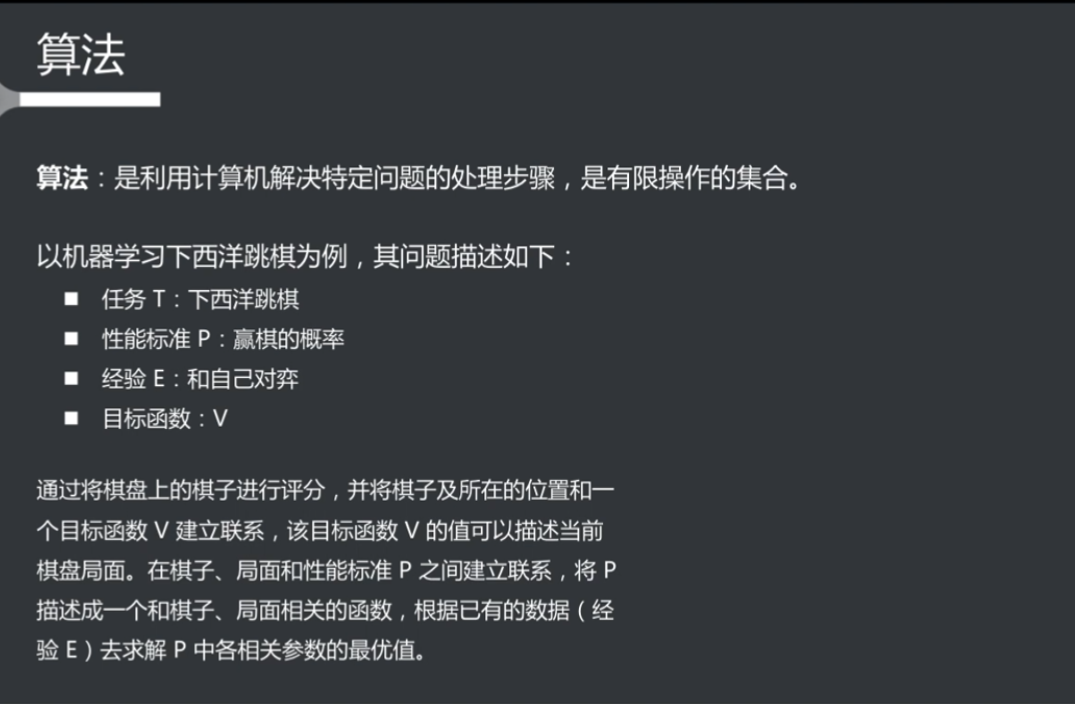 算法
算法：是利用计算机解决特定问题的处理步骤，是有限操作的集合。
以机器学习下西洋跳棋为例，其问题描述如下：
■ 任务 T：下西洋跳棋
■ 性能标准 P：赢棋的概率
■ 经验 E：和自己对弈
■ 目标函数：V
通过将棋盘上的棋子进行评分，并将棋子及所在的位置和一
个目标函数 V 建立联系，该目标函数 V 的值可以描述当前
棋盘局面。在棋子、局面和性能标准 P 之间建立联系，将 P
描述成一个和棋子、局面相关的函数，根据已有的数据（经
验 E）去求解 P 中各相关参数的最优值。